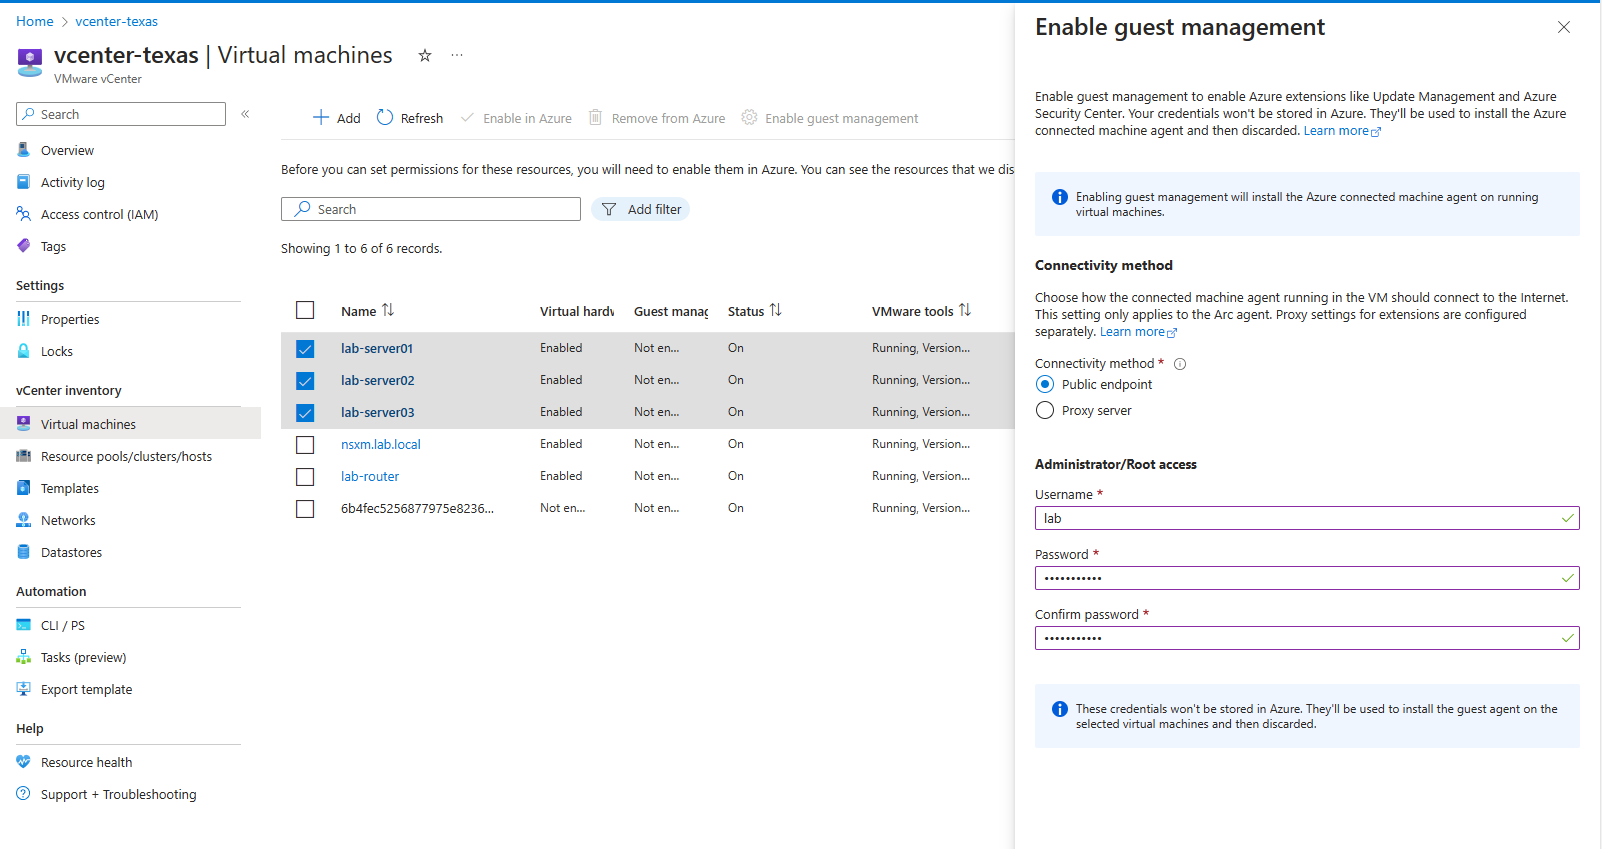 Home > vcenter-texas
vcenter-texas | Virtual machines
VMware vCenter
Search
Overview
Activity log
Access control (IAM)
Tags
Settings
Properties
Locks
vCenter inventory
Virtual machines
Resource pools/clusters/hosts
Templates
Networks
Datastores
Automation
CLI / PS
Tasks (preview)
Export template
Help
Resource health
Support + Troubleshooting
Add Refresh Enable in Azure Remove from Azure Enable guest management
Before you can set permissions for these resources, you will need to enable them in Azure. You can see the resources that we dis
Search Add filter
Showing 1 to 6 of 6 records.
Name Virtual hardw Guest manag Status VMware tools
lab-server01 Enabled Not en... On Running, Version...
lab-server02 Enabled Not en... On Running, Version...
lab-server03 Enabled Not en... On Running, Version...
nsxm.lab.local Enabled Not en... On Running, Version...
lab-router Enabled Not en... On Running, Version...
6b4fec5256877975e8236... Not en... Not en... On Running, Version...
Enable guest management
Enable guest management to enable Azure extensions like Update Management and Azure
Security Center. Your credentials won't be stored in Azure. They'll be used to install the Azure
connected machine agent and then discarded. Learn more
Enabling guest management will install the Azure connected machine agent on running
virtual machines.
Connectivity method
Choose how the connected machine agent running in the VM should connect to the Internet.
This setting only applies to the Arc agent. Proxy settings for extensions are configured
separately. Learn more
Connectivity method *
Public endpoint
Proxy server
Administrator/Root access
Username *
lab
Password *
•••••••••••
Confirm password *
•••••••••••
These credentials won't be stored in Azure. They'll be used to install the guest agent on the
selected virtual machines and then discarded.